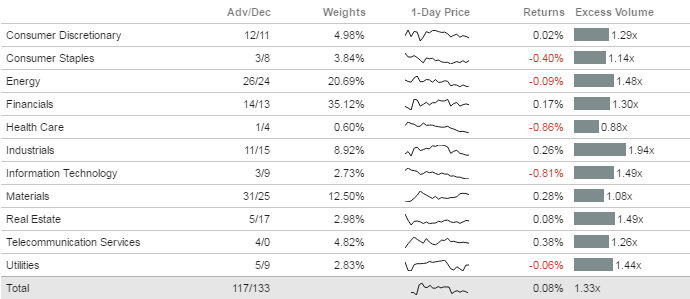 Adv/Dec Weights 1-Day Price Returns Excess Volume
Consumer Discretionary 12/11 4.98% 0.02% 1.29x
Consumer Staples 3/8 3.84% -0.40% 1.14x
Energy 26/24 20.69% -0.09% 1.48x
Financials 14/13 35.12% 0.17% 1.30x
Health Care 1/4 0.60% -0.86% 0.88x
Industrials 11/15 8.92% 0.26% 1.94x
Information Technology 3/9 2.73% -0.81% 1.49x
Materials 31/25 12.50% 0.28% 1.08x
Real Estate 5/17 2.98% 0.08% 1.49x
Telecommunication Services 4/0 4.82% 0.38% 1.26x
Utilities 5/9 2.83% -0.06% 1.44x
Total 117/133 0.08% 1.33x